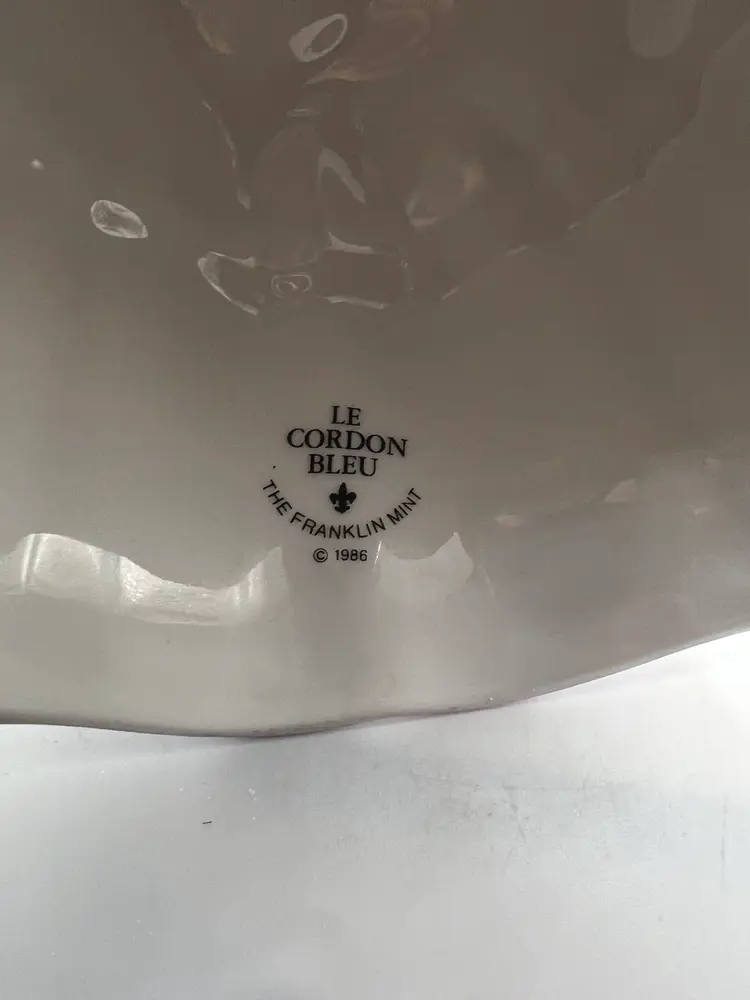 LE
CORDON
BLEU
THE FRANKLIN MINT
© 1986